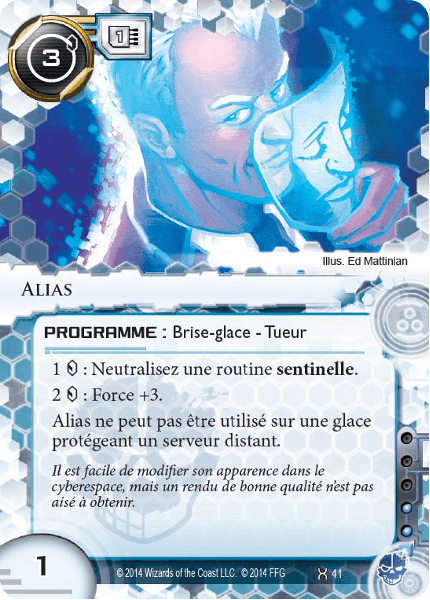 3
1
Illus. Ed Mattinian
ALIAS
PROGRAMME : Brise-glace - Tueur
1 : Neutralisez une routine sentinelle.
2 : Force +3.
Alias ne peut pas être utilisé sur une glace
protégeant un serveur distant.
Il est facile de modifier son apparence dans le
cyberespace, mais un rendu de bonne qualité n'est pas
aisé à obtenir.
1
© 2014 Wizards of the Coast LLC. © 2014 FFG
41